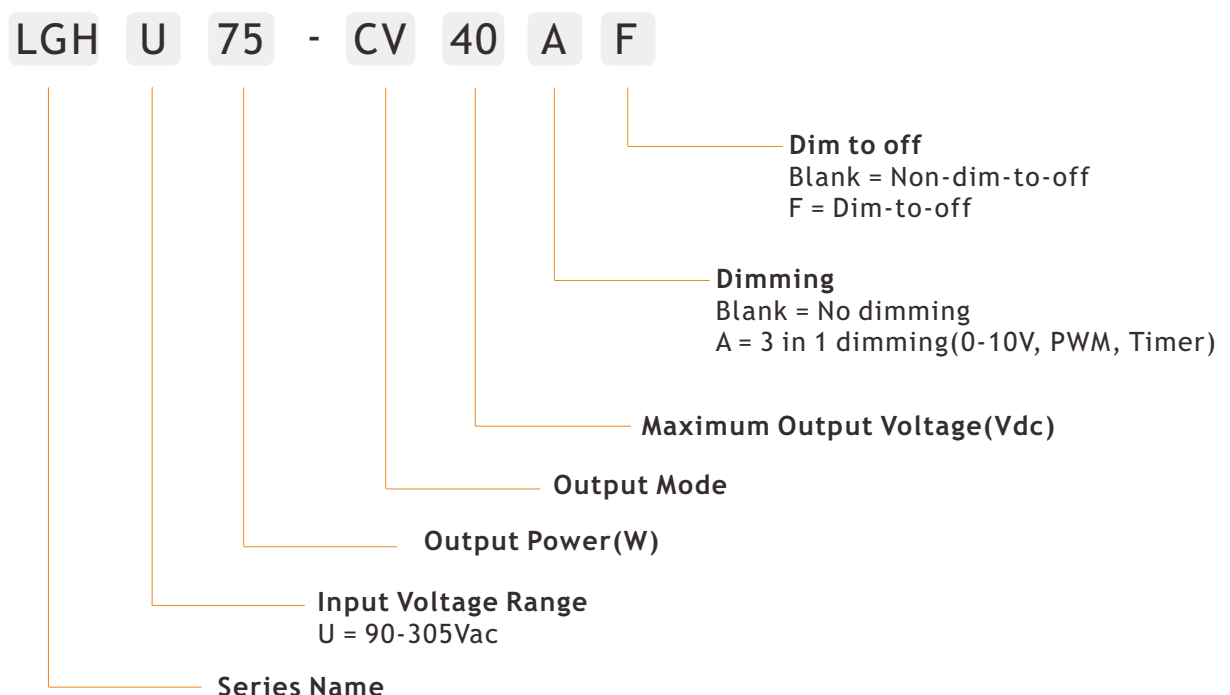 LGH U 75 - CV 40 A F
Dim to off
Blank = Non-dim-to-off
F = Dim-to-off
Dimming
Blank = No dimming
A = 3 in 1 dimming(0-10V, PWM, Timer)
Maximum Output Voltage(Vdc)
Output Mode
Output Power(W)
Input Voltage Range
U = 90-305Vac
Series Name